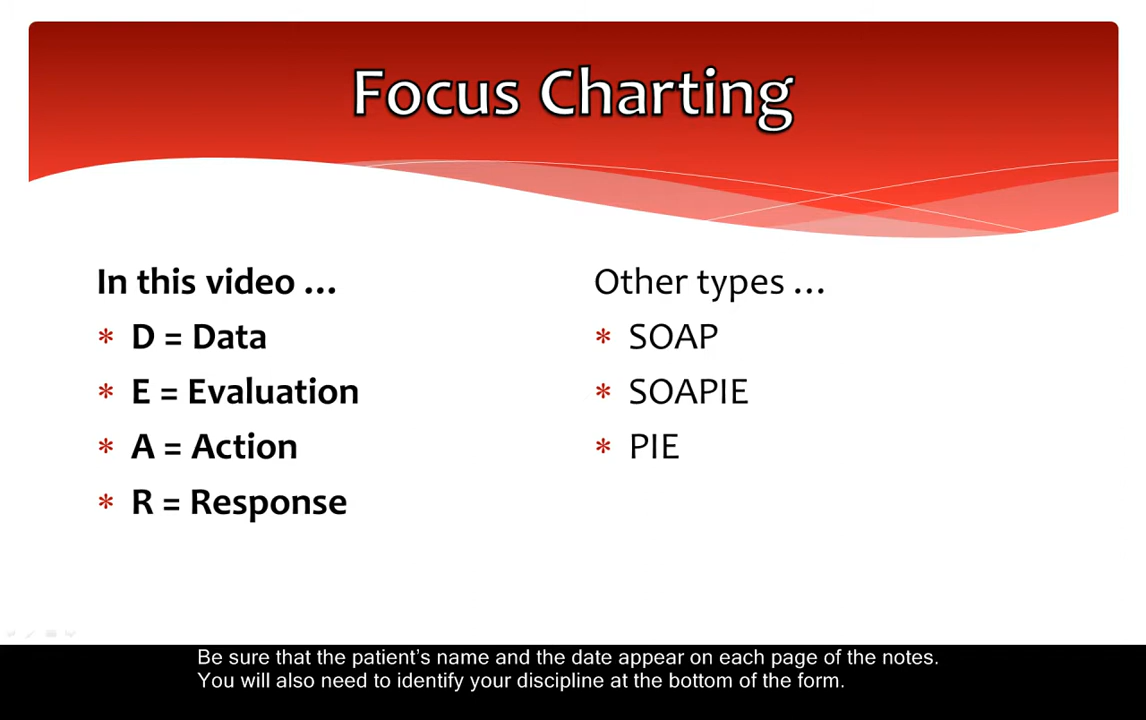 Focus Charting
In this video ...
* D = Data
* E = Evaluation
* A = Action
* R = Response
Other types ...
* SOAP
* SOAPIE
* PIE
Be sure that the patient's name and the date appear on each page of the notes.
You will also need to identify your discipline at the bottom of the form.